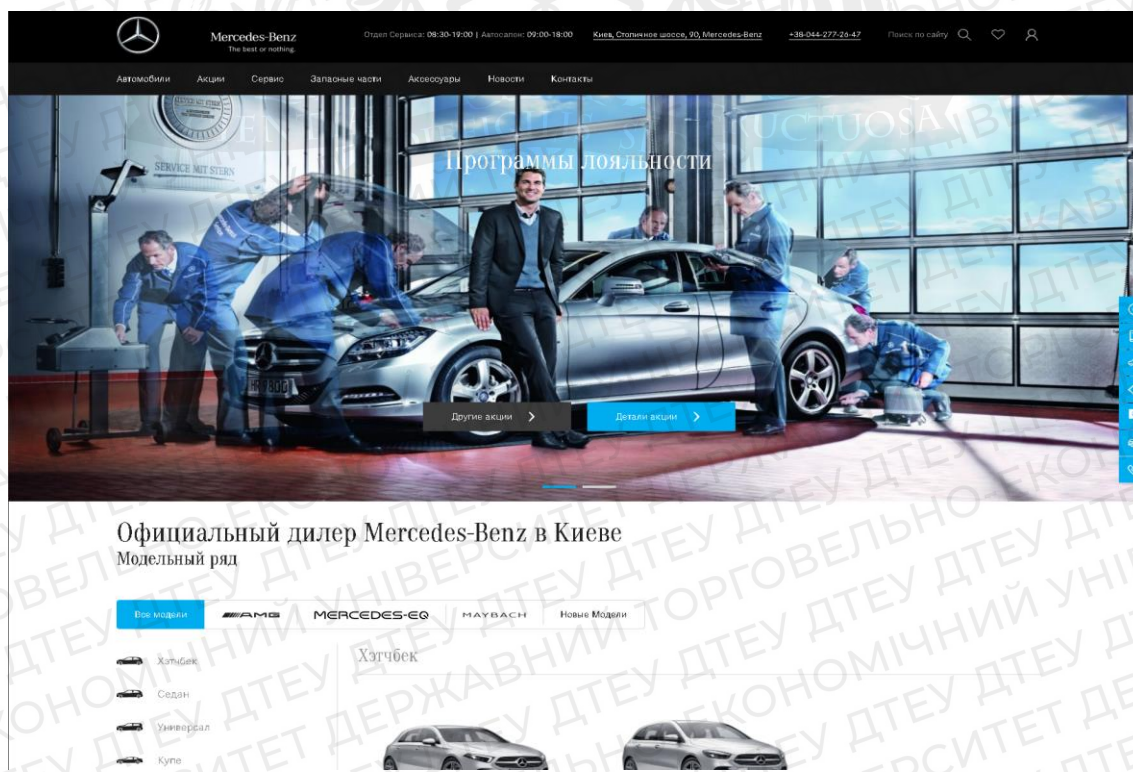 Mercedes-Benz
The best or nothing.
Отдел Сервиса: 08:30-19:00 | Автосалон: 09:00-18:00
Киев, Столичное шоссе, 90, Mercedes-Benz
+38-044-277-26-47
Поиск по сайту
Автомобили Акции Сервис Запасные части Аксессуары Новости Контакты
SERVICE MIT STERN
Программы лояльности
Другие акции
Детали акции
Официальный дилер Mercedes-Benz в Киеве
Модельный ряд
Все модели AMG MERCEDES-EQ MAYBACH Новые Модели
Хэтчбек
Хэтчбек
Седан
Универсал
Купе